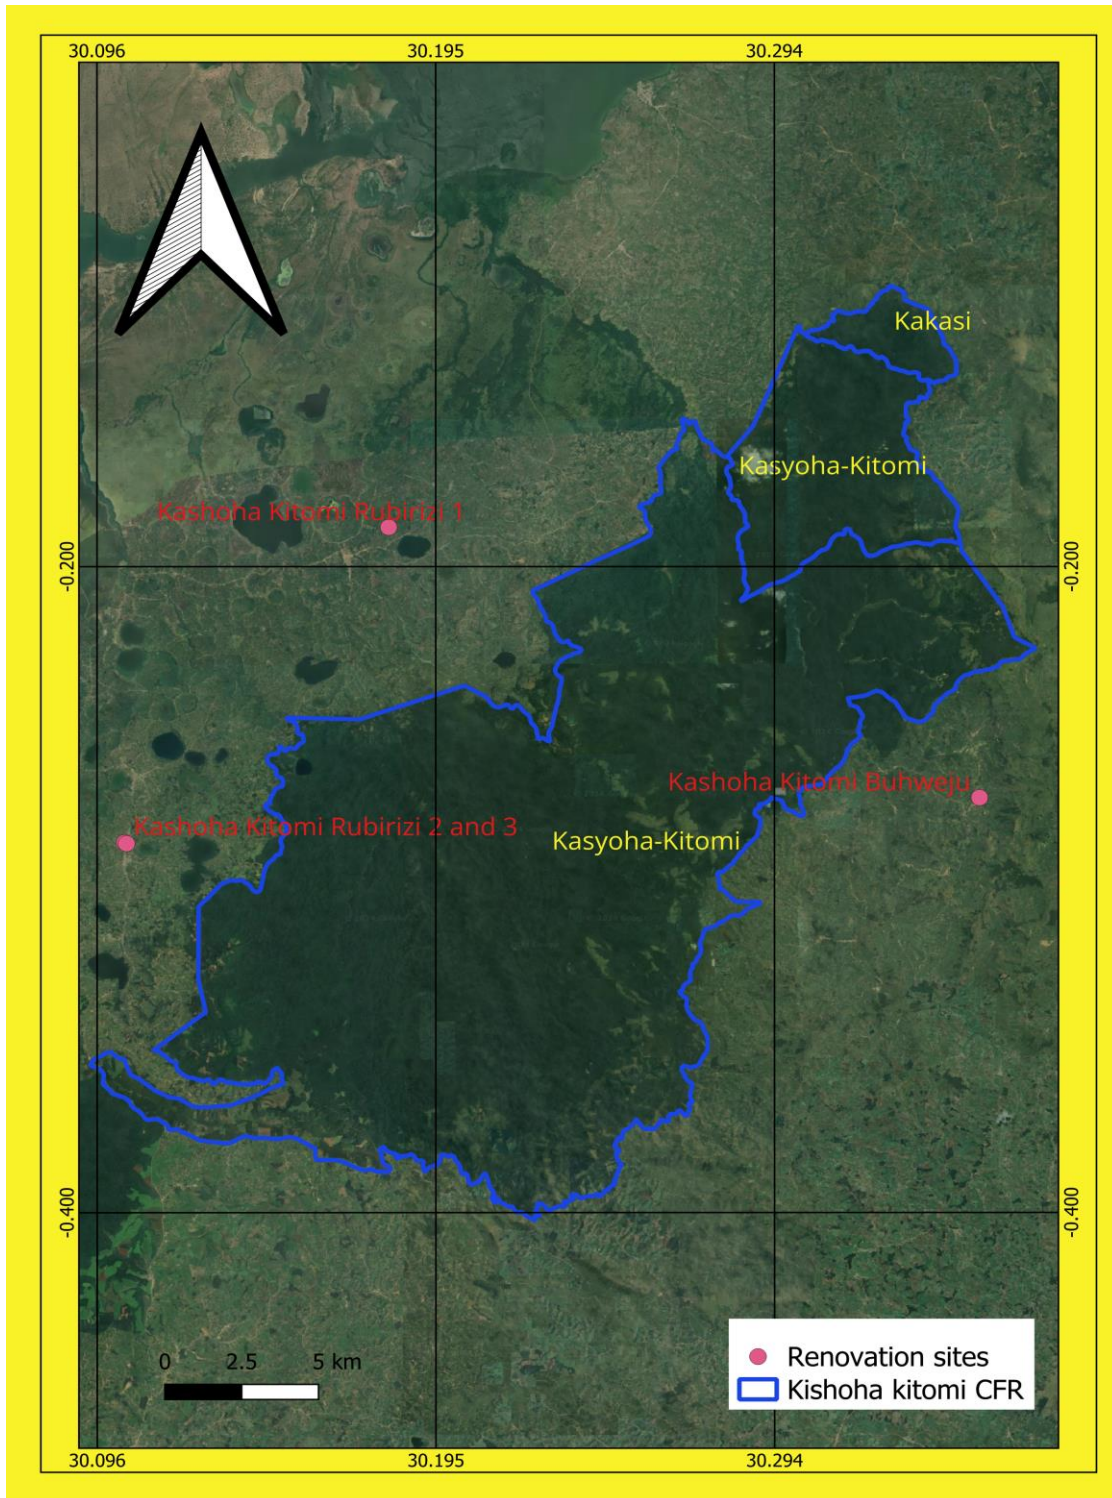 30.096 30.195 30.294
Kakasi
Kasyoha-Kitomi
Kashoha Kitomi Rubirizi 1
-0.200 -0.200
Kashoha Kitomi Buhweju
Kashoha Kitomi Rubirizi 2 and 3
Kasyoha-Kitomi
-0.400 -0.400
0 2.5 5 km
Renovation sites
Kishoha kitomi CFR
30.096 30.195 30.294